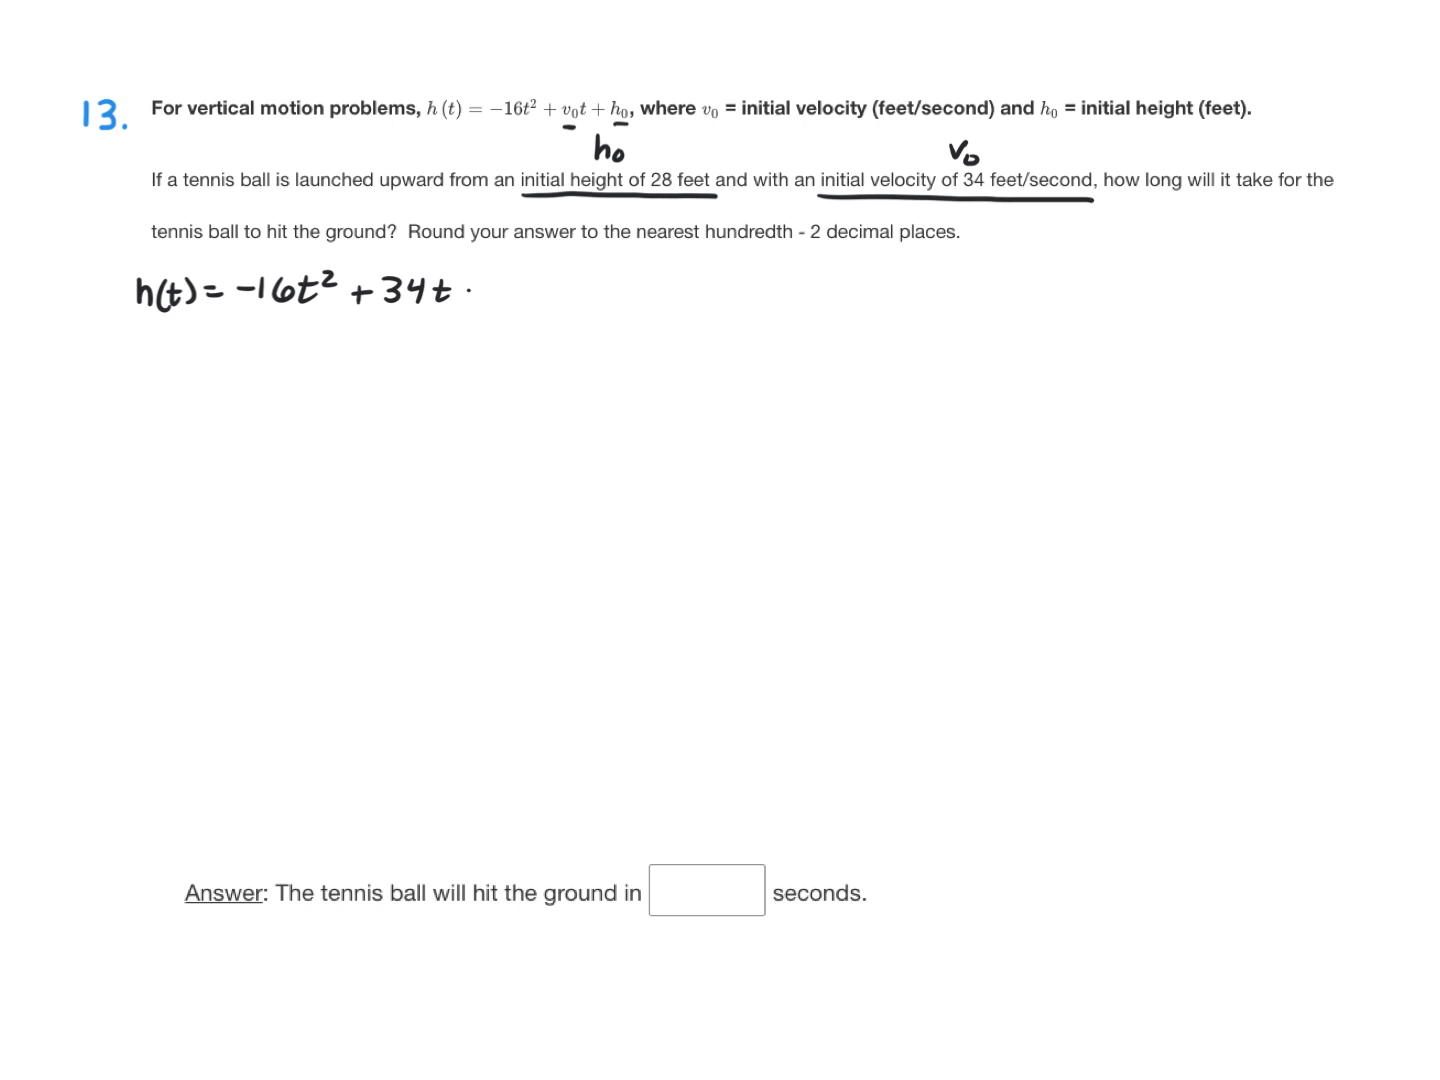 13. For vertical motion problems, h (t) = −16t² + v₀t + h₀, where v₀ = initial velocity (feet/second) and h₀ = initial height (feet).
h₀ v₀
If a tennis ball is launched upward from an initial height of 28 feet and with an initial velocity of 34 feet/second, how long will it take for the
tennis ball to hit the ground? Round your answer to the nearest hundredth - 2 decimal places.
h(t) = -16t² + 34t
Answer: The tennis ball will hit the ground in seconds.